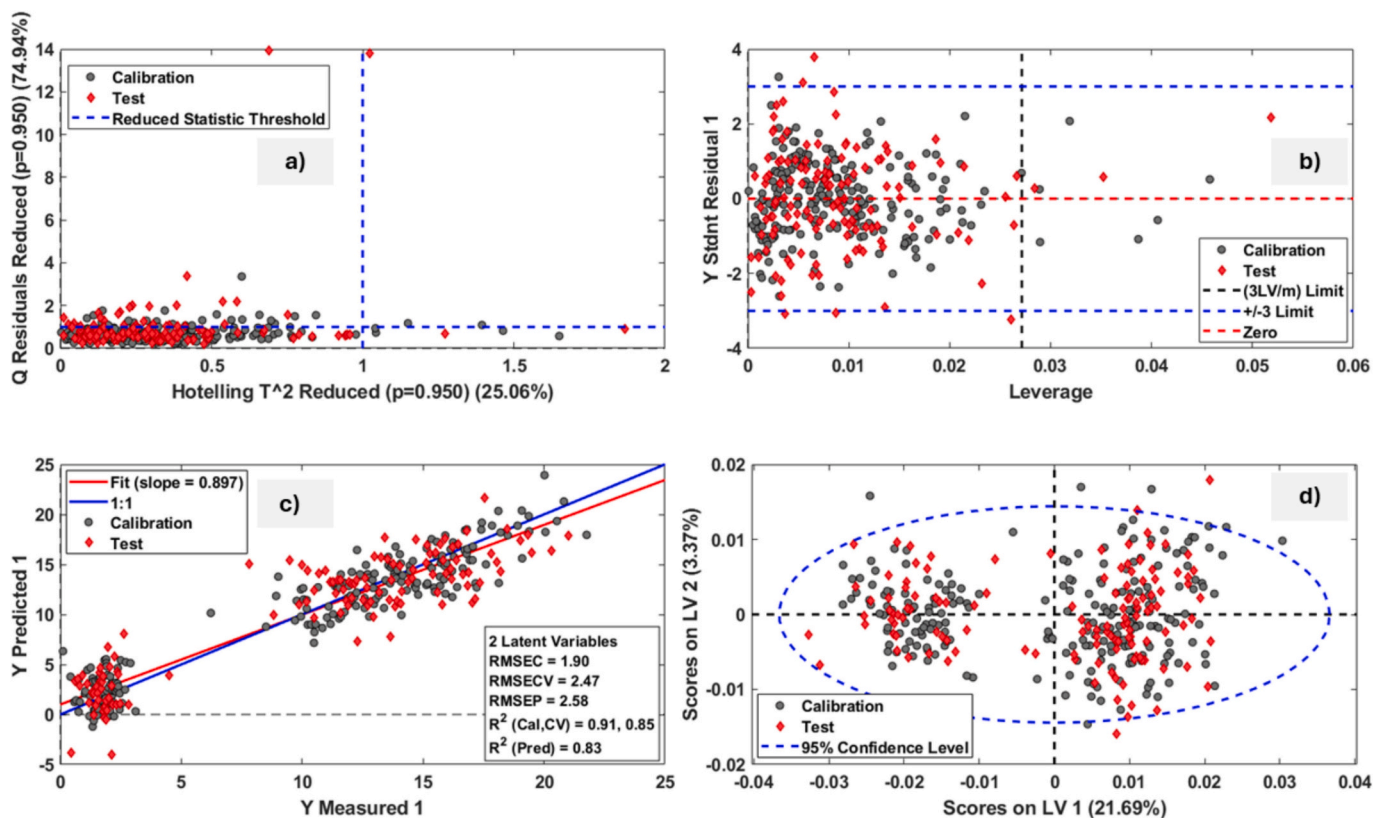 Q Residuals Reduced (p=0.950) (74.94%)
14
12
10
8
6
4
2
0
Calibration
Test
Reduced Statistic Threshold
a)
0
0.5
1
1.5
2
Hotelling T^2 Reduced (p=0.950) (25.06%)
Y Stdnt Residual 1
4
2
0
-2
-4
b)
Calibration
Test
(3LV/m) Limit
+/-3 Limit
Zero
0
0.01
0.02
0.03
0.04
0.05
0.06
Leverage
Y Predicted 1
25
20
15
10
5
0
-5
Fit (slope = 0.897)
1:1
Calibration
Test
c)
2 Latent Variables
RMSEC = 1.90
RMSECV = 2.47
RMSEP = 2.58
R² (Cal,CV) = 0.91, 0.85
R² (Pred) = 0.83
0
5
10
15
20
25
Y Measured 1
Scores on LV 2 (3.37%)
0.02
0.01
0
-0.01
-0.02
d)
Calibration
Test
95% Confidence Level
-0.04
-0.03
-0.02
-0.01
0
0.01
0.02
0.03
0.04
Scores on LV 1 (21.69%)